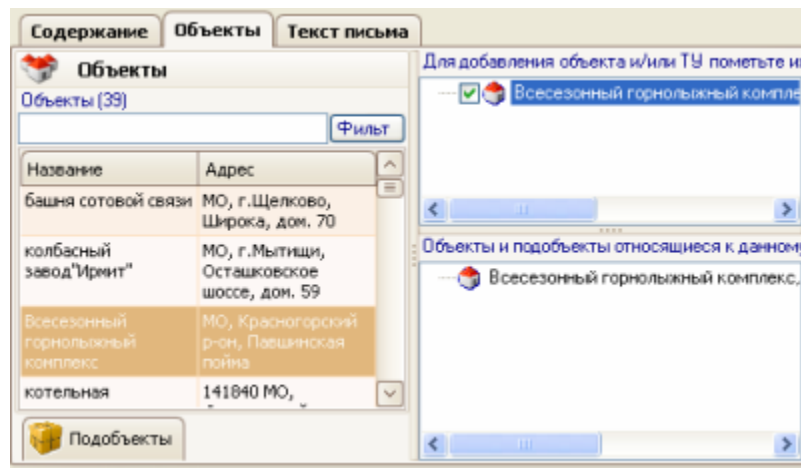 Содержание
Объекты
Текст письма
Объекты
Объекты (39)
Фильт
Название
Адрес
башня сотовой связи
МО, г.Щелково,
Широка, дом. 70
колбасный
завод"Ирмит"
МО, г.Мытищи,
Осташковское
шоссе, дом. 59
Всесезонный
горнолыжный
комплекс
МО, Красногорский
р-он, Павшинская
пойма
котельная
141840 МО,
Подобъекты
Для добавления объекта и/или ТУ пометьте и
Всесезонный горнолыжный компле
Объекты и подобъекты относящиеся к данном
Всесезонный горнолыжный комплекс,